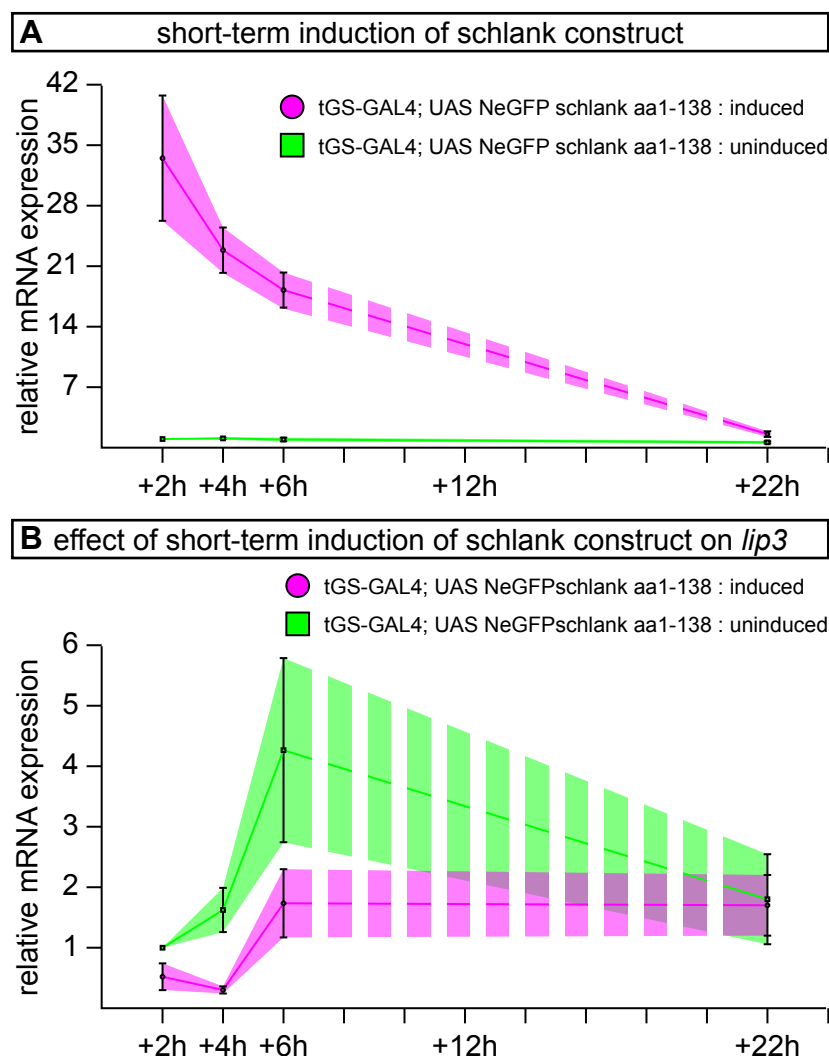 A short-term induction of schlank construct
42
35
28
21
14
7
relative mRNA expression
tGS-GAL4; UAS NeGFP schlank aa1-138 : induced
tGS-GAL4; UAS NeGFP schlank aa1-138 : uninduced
+2h +4h +6h +12h +22h
B effect of short-term induction of schlank construct on lip3
tGS-GAL4; UAS NeGFPschlank aa1-138 : induced
tGS-GAL4; UAS NeGFPschlank aa1-138 : uninduced
6
5
4
3
2
1
relative mRNA expression
+2h +4h +6h +12h +22h